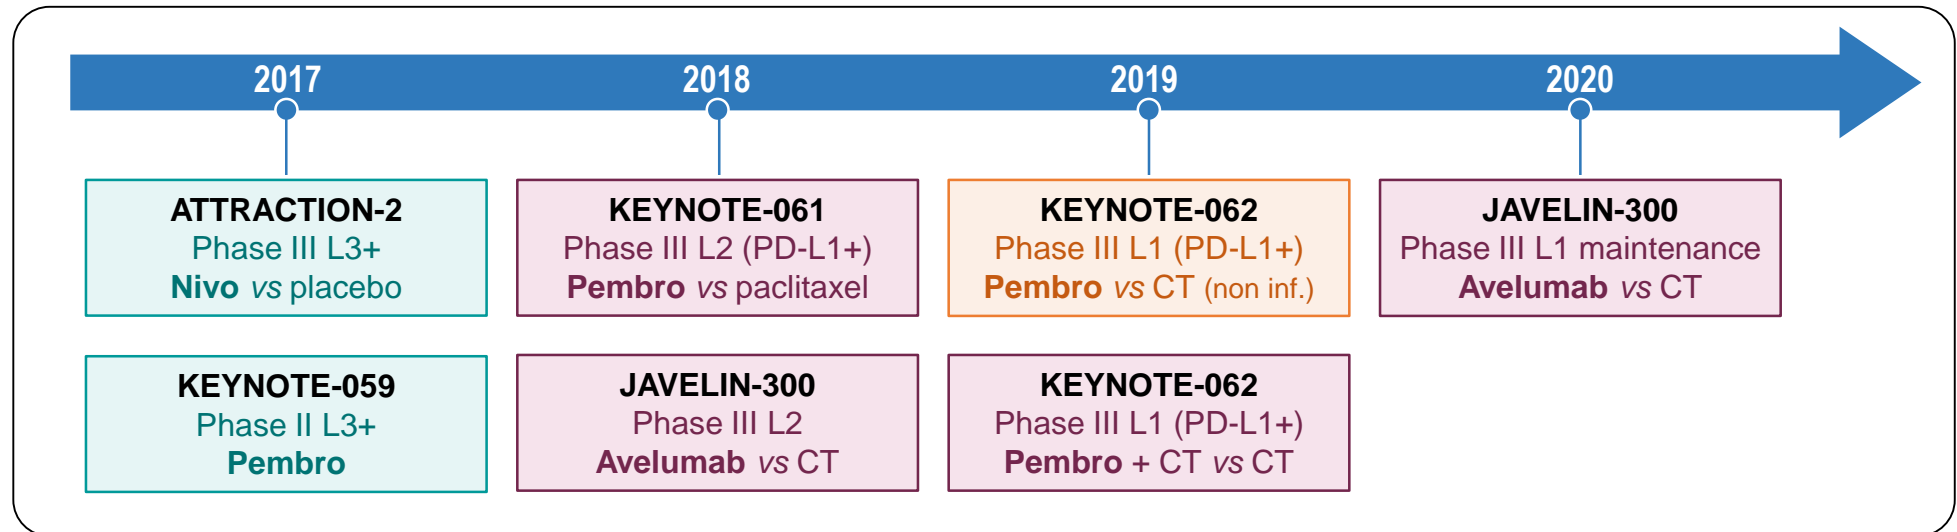 2017
2018
2019
2020
ATTRACTION-2
Phase III L3+
Nivo vs placebo
KEYNOTE-061
Phase III L2 (PD-L1+)
Pembro vs paclitaxel
KEYNOTE-062
Phase III L1 (PD-L1+)
Pembro vs CT (non inf.)
JAVELIN-300
Phase III L1 maintenance
Avelumab vs CT
KEYNOTE-059
Phase II L3+
Pembro
JAVELIN-300
Phase III L2
Avelumab vs CT
KEYNOTE-062
Phase III L1 (PD-L1+)
Pembro + CT vs CT